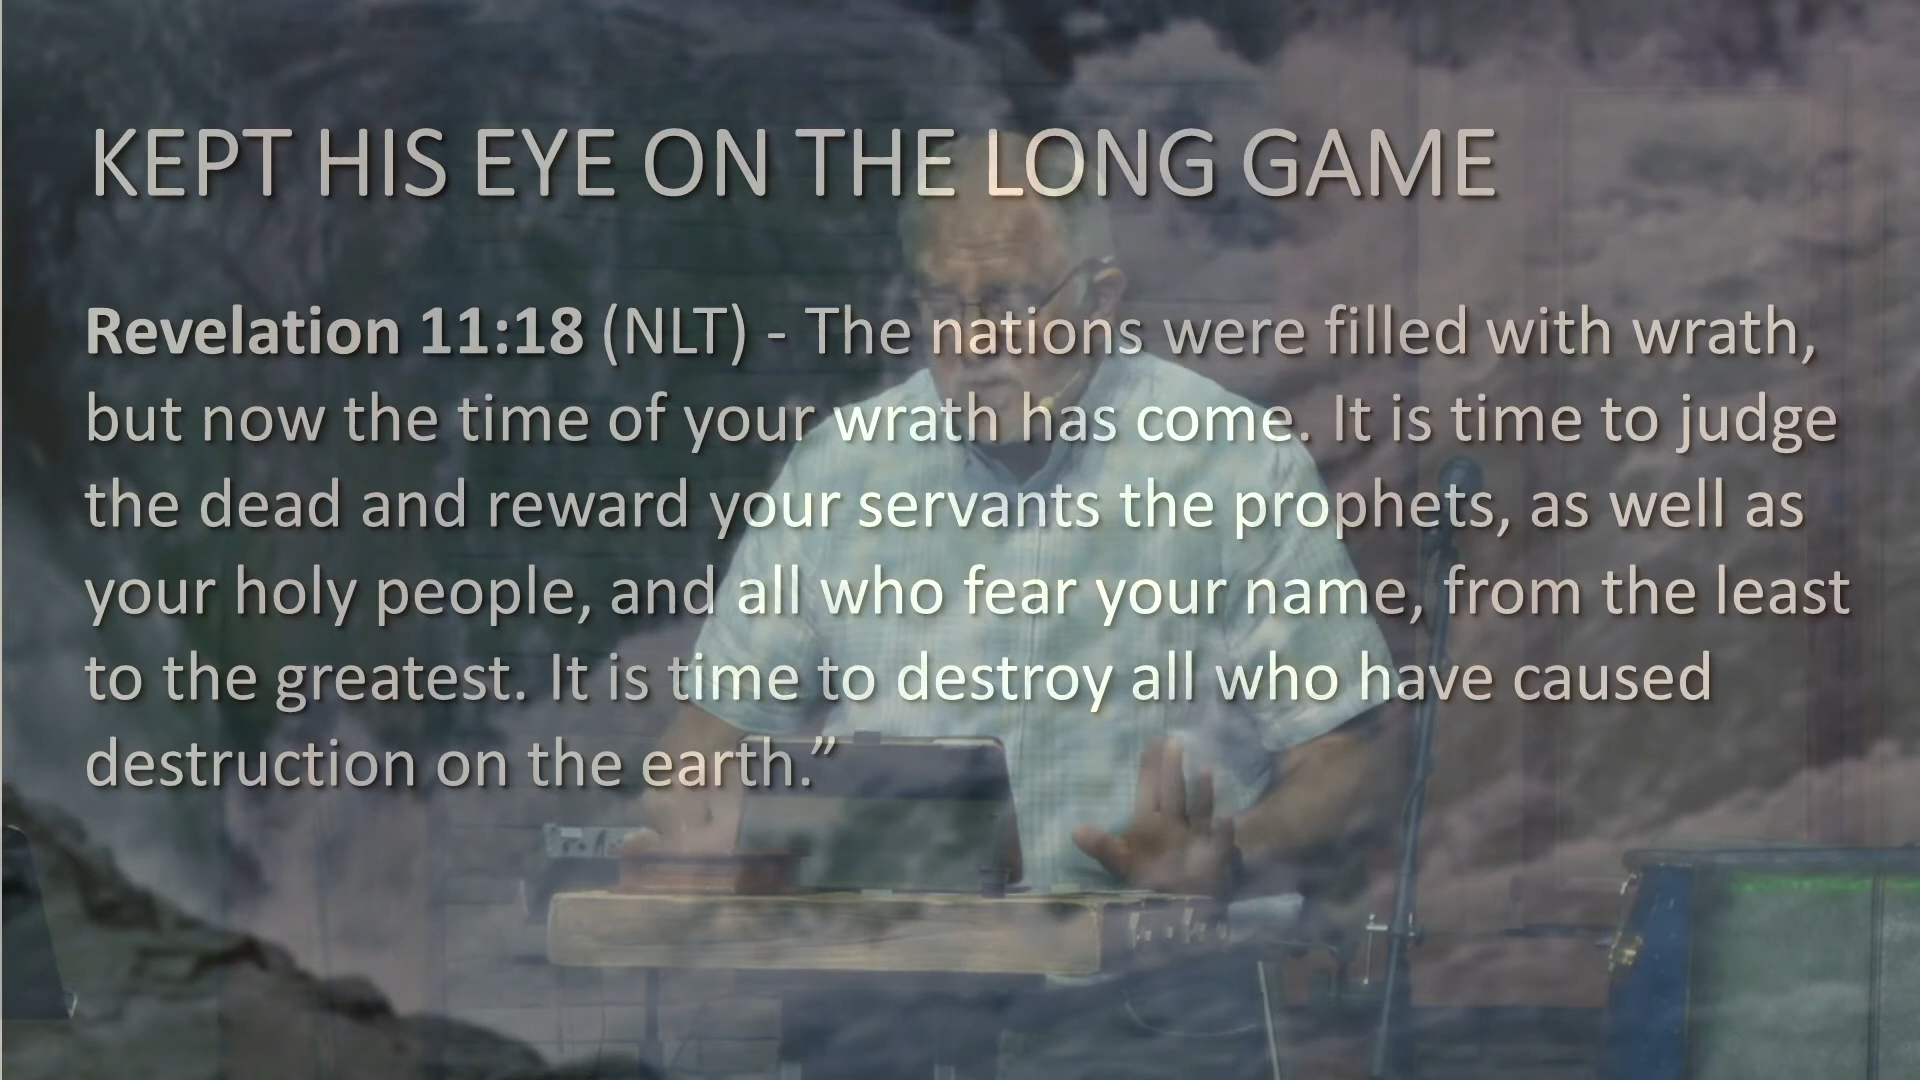 KEPT HIS EYE ON THE LONG GAME
Revelation 11:18 (NLT) - The nations were filled with wrath,
but now the time of your wrath has come. It is time to judge
the dead and reward your servants the prophets, as well as
your holy people, and all who fear your name, from the least
to the greatest. It is time to destroy all who have caused
destruction on the earth.”